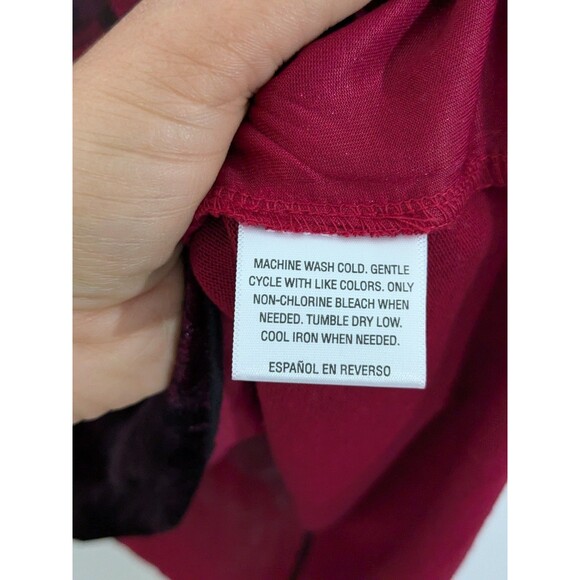 MACHINE WASH COLD. GENTLE
CYCLE WITH LIKE COLORS. ONLY
NON-CHLORINE BLEACH WHEN
NEEDED. TUMBLE DRY LOW.
COOL IRON WHEN NEEDED.
ESPAÑOL EN REVERSO